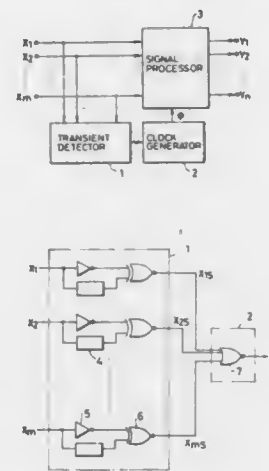 3
X₁
X₂
Xm
SIGNAL
PROCESSOR
Y₁
Y₂
Yn
φ
TRANSIENT
DETECTOR
CLOCK
GENERATOR
1
2
1
X₁
X1S
X₂
4
X2S
2
7
5
6
Xm
XmS